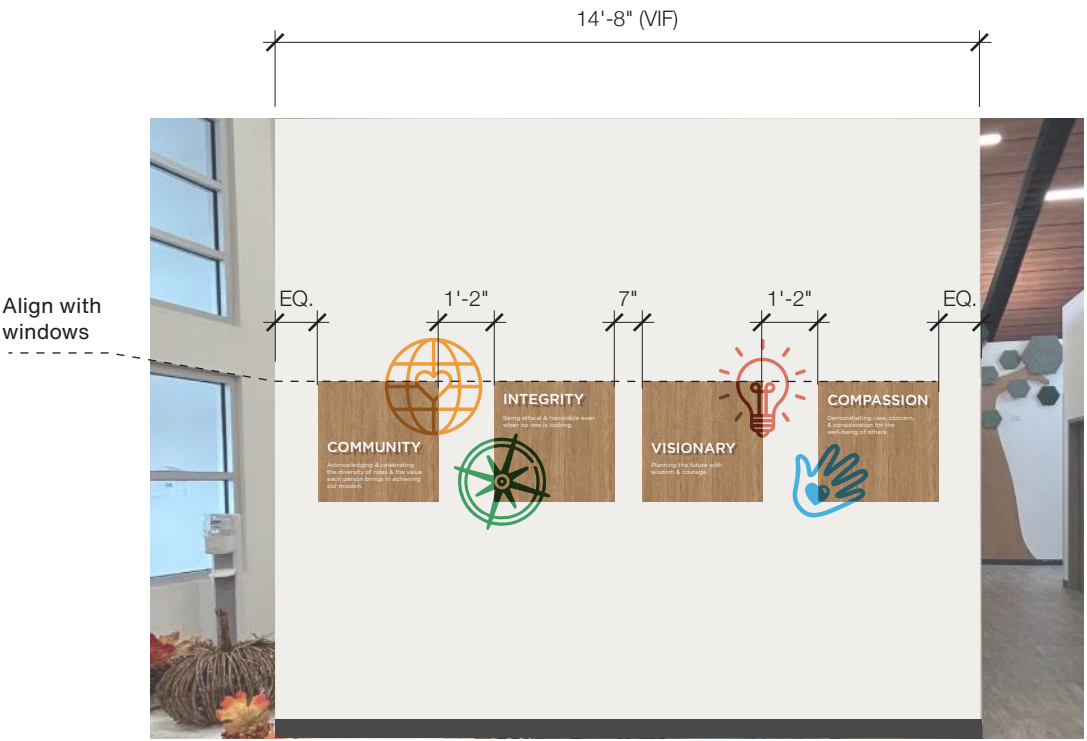 14'-8" (VIF)
Align with
windows
EQ.
1'-2"
7"
1'-2"
EQ.
COMMUNITY
Acknowledging & celebrating
the diversity of roles & the value
each person brings in achieving
our mission.
INTEGRITY
Being ethical & honorable even
when no one is looking.
VISIONARY
Planning the future with
wisdom & courage.
COMPASSION
Demonstrating care, concern,
& consideration for the
well-being of others.